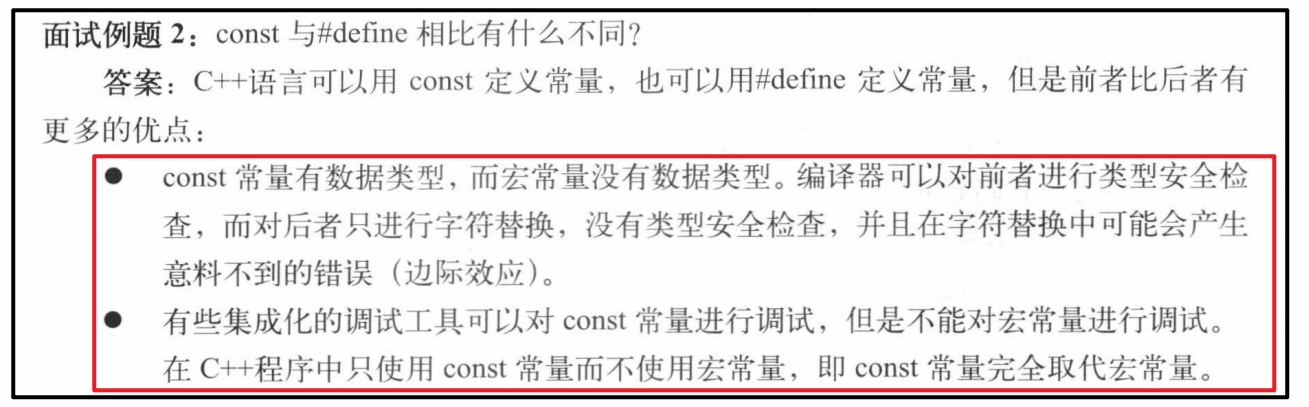 面试例题 2：const 与#define 相比有什么不同？
答案：C++语言可以用 const 定义常量，也可以用#define 定义常量，但是前者比后者有
更多的优点：
● const 常量有数据类型，而宏常量没有数据类型。编译器可以对前者进行类型安全检
查，而对后者只进行字符替换，没有类型安全检查，并且在字符替换中可能会产生
意料不到的错误（边际效应）。
● 有些集成化的调试工具可以对 const 常量进行调试，但是不能对宏常量进行调试。
在 C++程序中只使用 const 常量而不使用宏常量，即 const 常量完全取代宏常量。